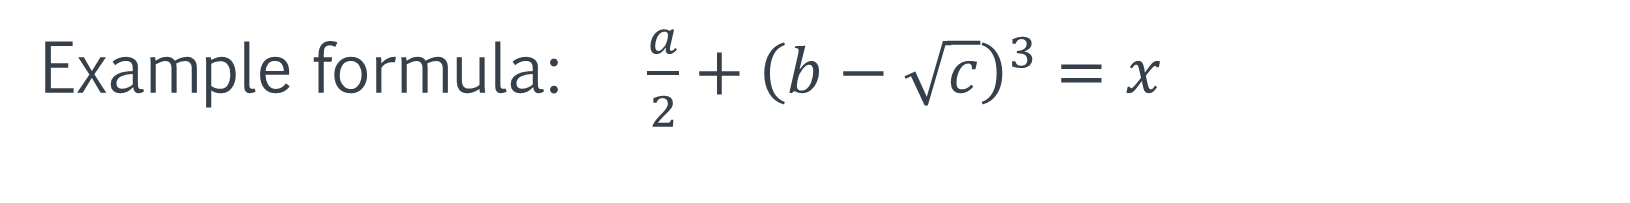 Example formula: a/2 + (b − √c)³ = x